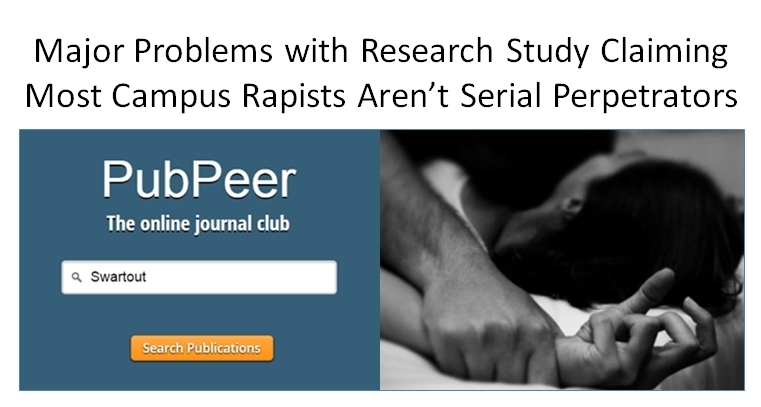 Major Problems with Research Study Claiming
Most Campus Rapists Aren’t Serial Perpetrators
PubPeer
The online journal club
Swartout
Search Publications